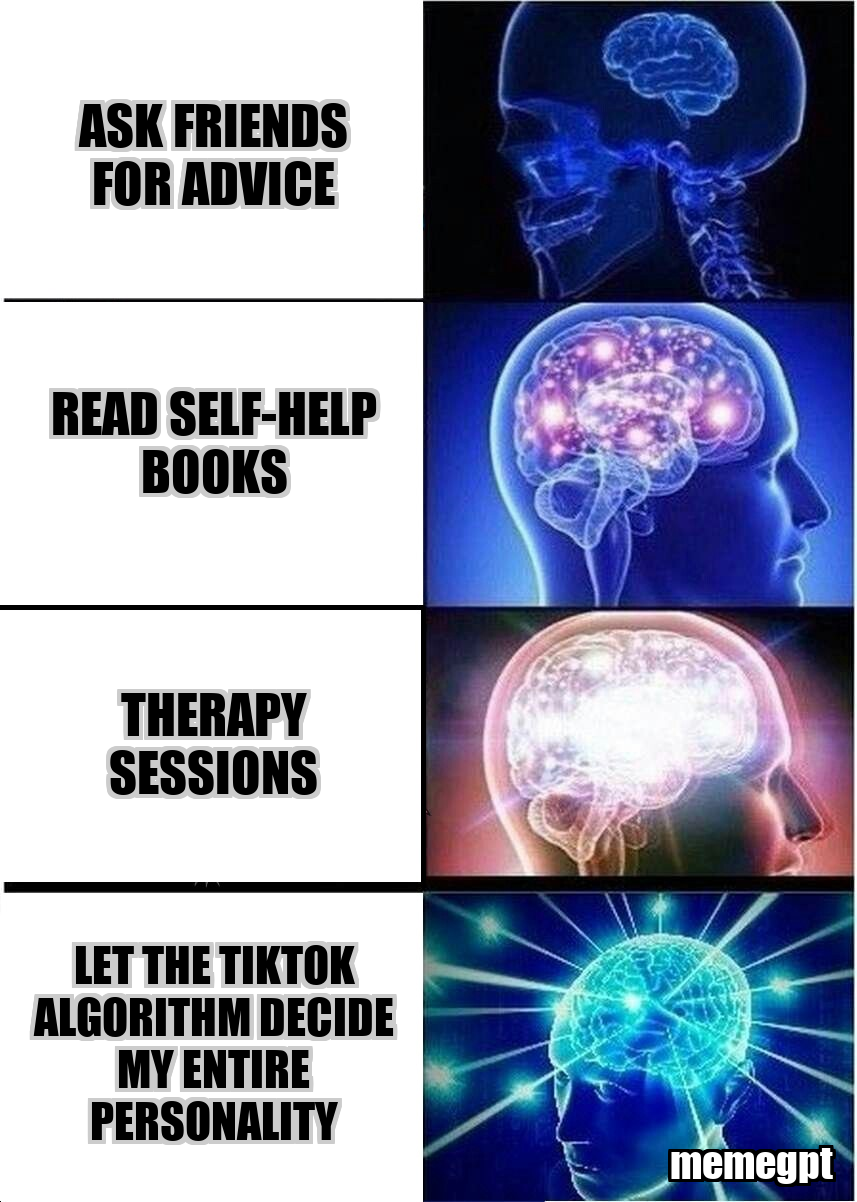 ASK FRIENDS
FOR ADVICE
READ SELF-HELP
BOOKS
THERAPY
SESSIONS
LET THE TIKTOK
ALGORITHM DECIDE
MY ENTIRE
PERSONALITY
memegpt